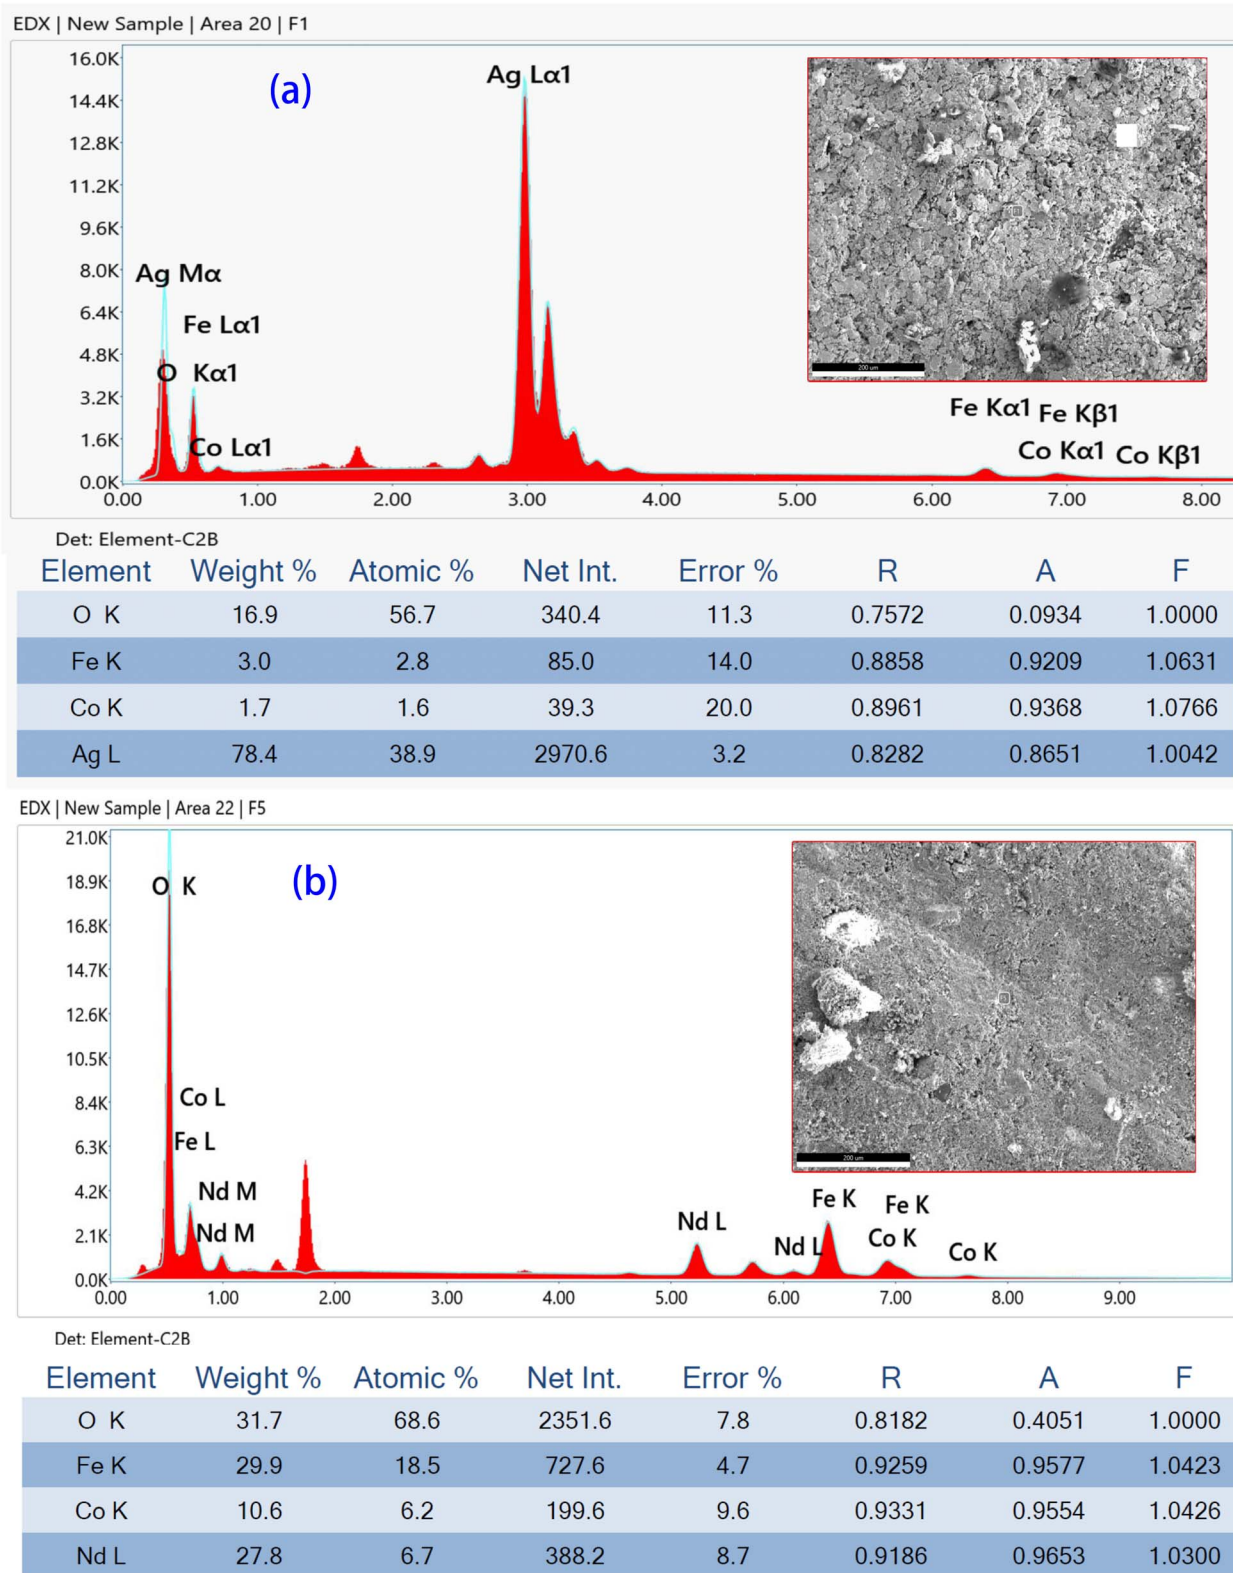 EDX | New Sample | Area 20 | F1
(a)
16.0K
14.4K
12.8K
11.2K
9.6K
8.0K
6.4K
4.8K
3.2K
1.6K
0.0K
Ag Lα1
Ag Mα
Fe Lα1
O Kα1
Co Lα1
Fe Kα1 Fe Kβ1
Co Kα1 Co Kβ1
200 um
0.00 1.00 2.00 3.00 4.00 5.00 6.00 7.00 8.00
Det: Element-C2B
Element Weight % Atomic % Net Int. Error % R A F
O K 16.9 56.7 340.4 11.3 0.7572 0.0934 1.0000
Fe K 3.0 2.8 85.0 14.0 0.8858 0.9209 1.0631
Co K 1.7 1.6 39.3 20.0 0.8961 0.9368 1.0766
Ag L 78.4 38.9 2970.6 3.2 0.8282 0.8651 1.0042
EDX | New Sample | Area 22 | F5
(b)
21.0K
18.9K
16.8K
14.7K
12.6K
10.5K
8.4K
6.3K
4.2K
2.1K
0.0K
O K
Co L
Fe L
Nd M
Nd M
Nd L
Nd L
Fe K
Fe K
Co K
Co K
200 um
0.00 1.00 2.00 3.00 4.00 5.00 6.00 7.00 8.00 9.00
Det: Element-C2B
Element Weight % Atomic % Net Int. Error % R A F
O K 31.7 68.6 2351.6 7.8 0.8182 0.4051 1.0000
Fe K 29.9 18.5 727.6 4.7 0.9259 0.9577 1.0423
Co K 10.6 6.2 199.6 9.6 0.9331 0.9554 1.0426
Nd L 27.8 6.7 388.2 8.7 0.9186 0.9653 1.0300